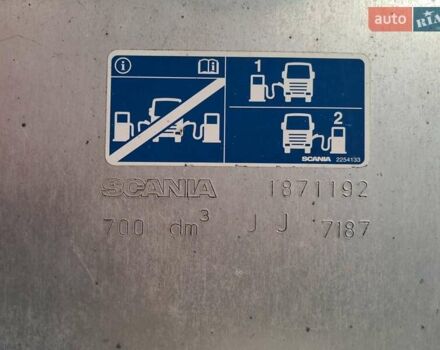 auto RIA
1
2
SCANIA 2254133
SCANIA 1871192
700 dm³ J J 7187